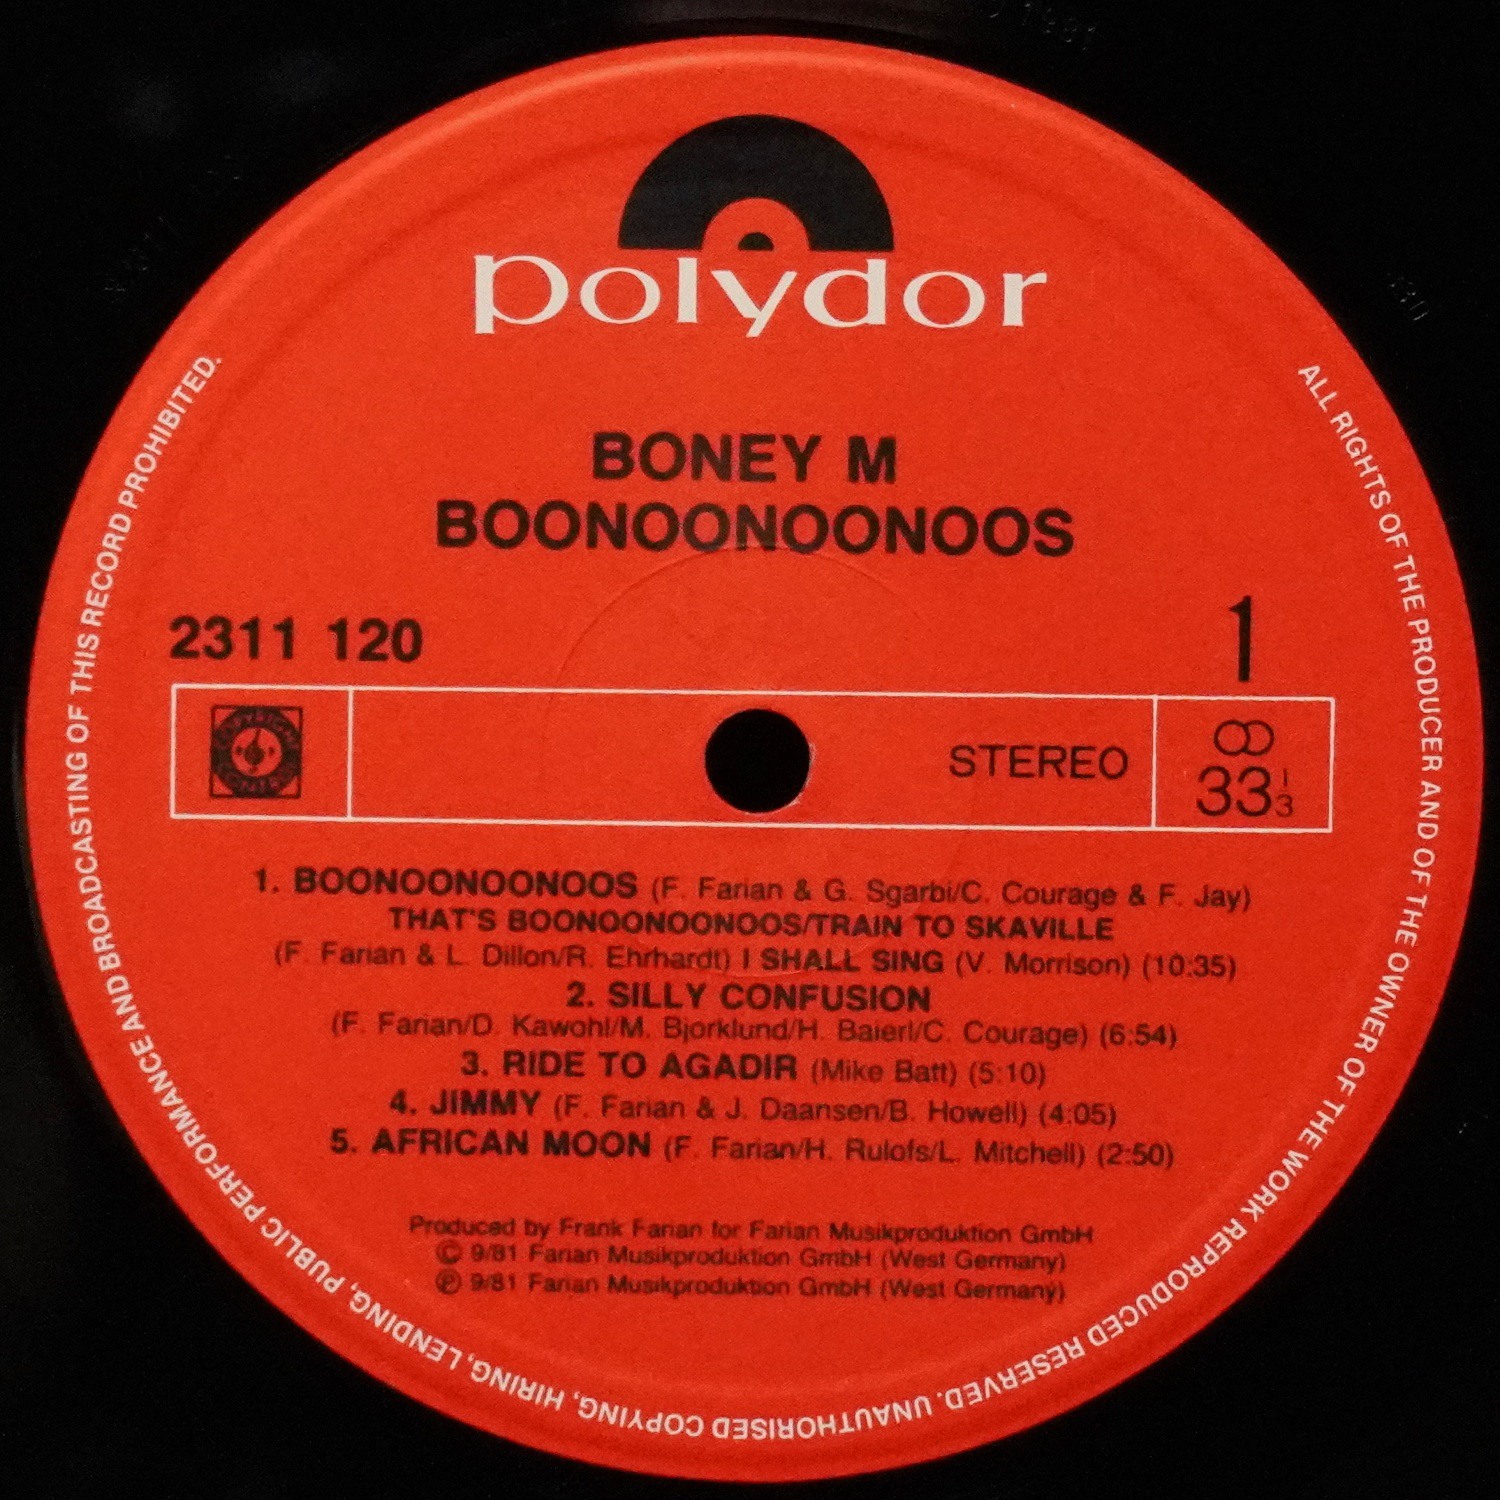 polydor
BONEY M
BOONOONOONOOS
2311 120
1
STEREO
33 1/3
1. BOONOONOONOOS (F. Farian & G. Sgarbi/C. Courage & F. Jay)
THAT'S BOONOONOONOOS/TRAIN TO SKAVILLE
(F. Farian & L. Dillon/R. Ehrhardt) I SHALL SING (V. Morrison) (10:35)
2. SILLY CONFUSION
(F. Farian/D. Kawohl/M. Bjorklund/H. Baierl/C. Courage) (6:54)
3. RIDE TO AGADIR (Mike Batt) (5:10)
4. JIMMY (F. Farian & J. Daansen/B. Howell) (4:05)
5. AFRICAN MOON (F. Farian/H. Rulofs/L. Mitchell) (2:50)
Produced by Frank Farian for Farian Musikproduktion GmbH
© 9/81 Farian Musikproduktion GmbH (West Germany)
℗ 9/81 Farian Musikproduktion GmbH (West Germany)
ALL RIGHTS OF THE PRODUCER AND OF THE OWNER OF THE WORK REPRODUCED RESERVED. UNAUTHORISED COPYING, HIRING, LENDING, PUBLIC PERFORMANCE AND BROADCASTING OF THIS RECORD PROHIBITED.